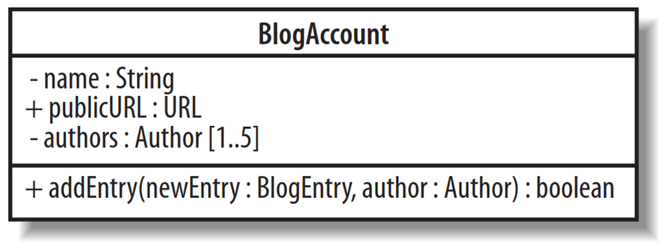 BlogAccount
- name : String
+ publicURL : URL
- authors : Author [1..5]
+ addEntry(newEntry : BlogEntry, author : Author) : boolean